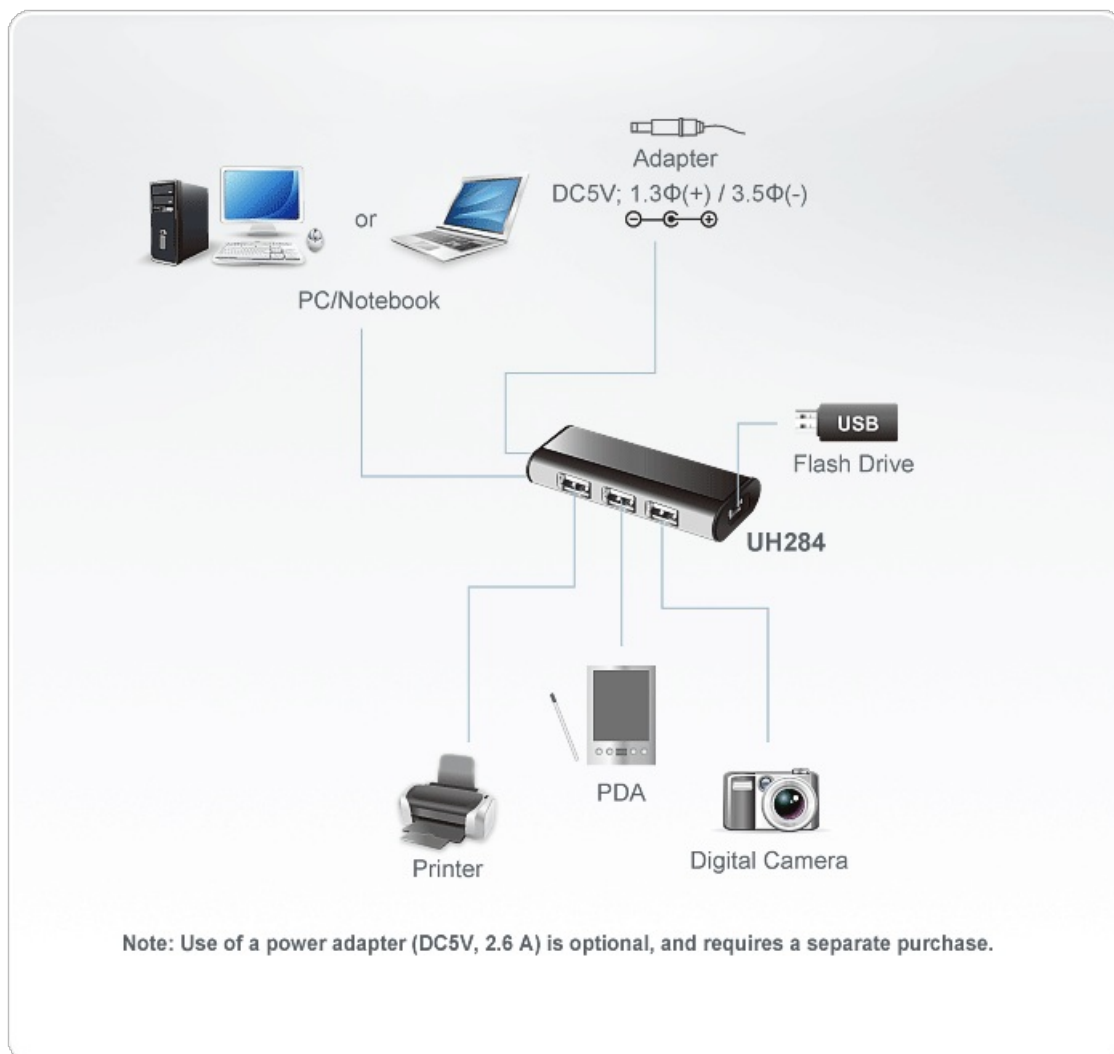 Adapter
DC5V; 1.3Φ(+) / 3.5Φ(-)
or
PC/Notebook
USB
Flash Drive
UH284
PDA
Printer
Digital Camera
Note: Use of a power adapter (DC5V, 2.6 A) is optional, and requires a separate purchase.